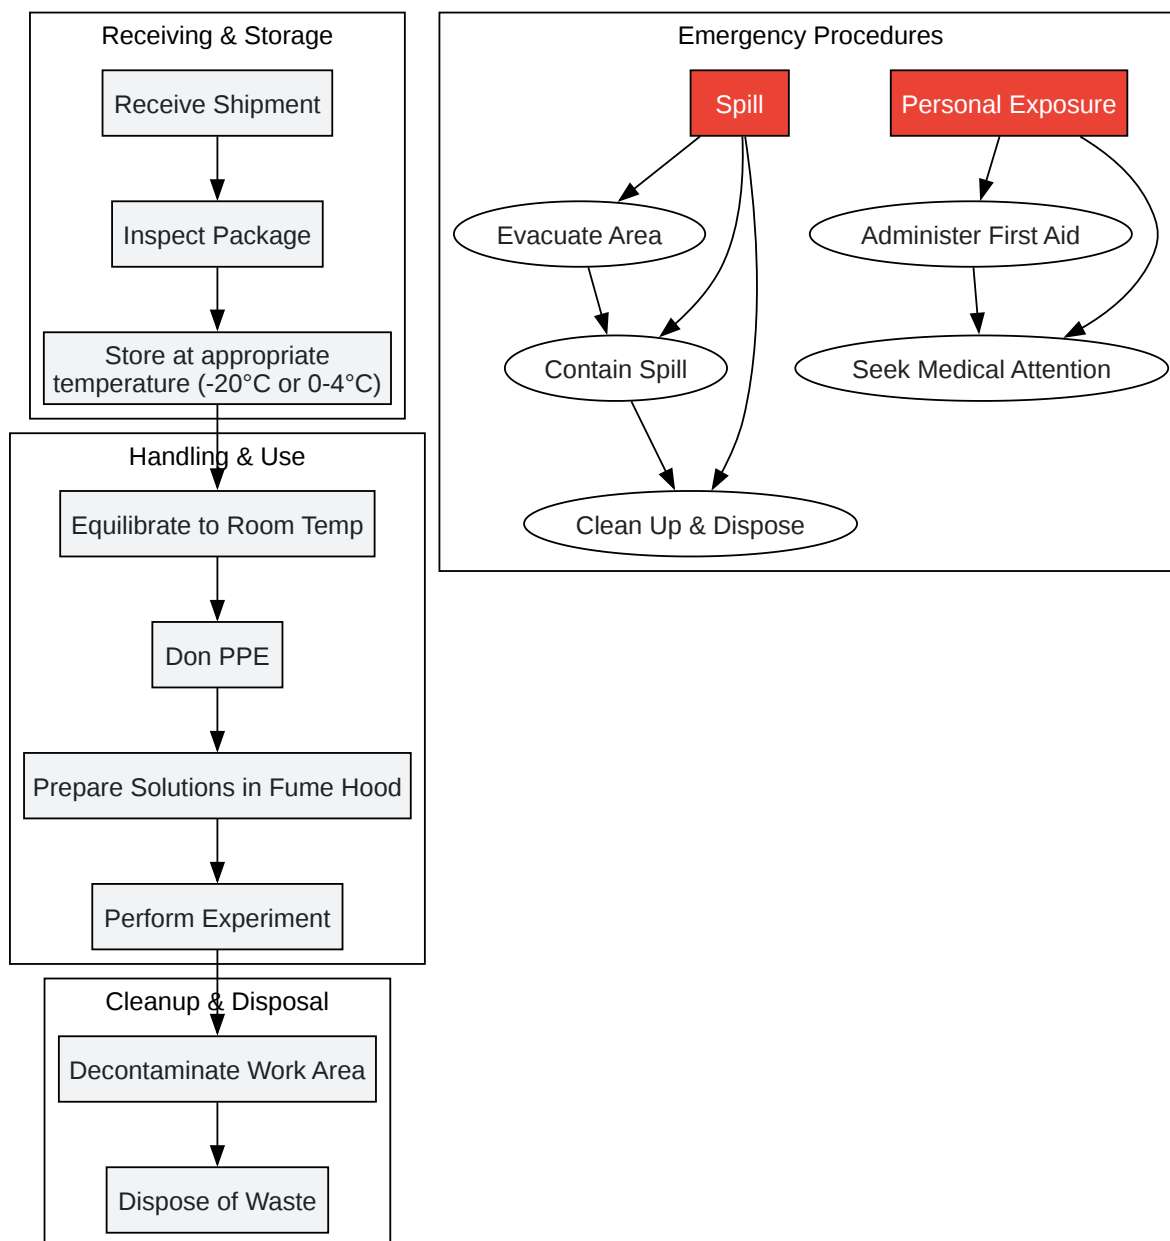 Receiving & Storage
Receive Shipment
Inspect Package
Store at appropriate
temperature (-20°C or 0-4°C)
Handling & Use
Equilibrate to Room Temp
Don PPE
Prepare Solutions in Fume Hood
Perform Experiment
Cleanup & Disposal
Decontaminate Work Area
Dispose of Waste
Emergency Procedures
Spill
Personal Exposure
Evacuate Area
Administer First Aid
Contain Spill
Seek Medical Attention
Clean Up & Dispose